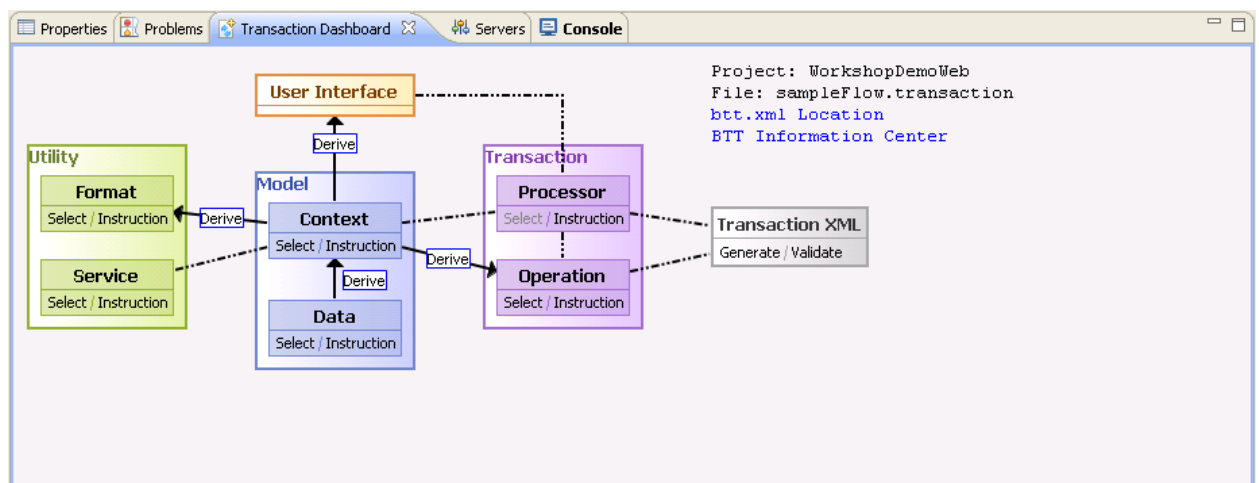 Properties Problems Transaction Dashboard Servers Console
Project: WorkshopDemoWeb
File: sampleFlow.transaction
btt.xml Location
BTT Information Center
User Interface
Derive
Utility
Format
Select / Instruction
Service
Select / Instruction
Derive
Model
Context
Select / Instruction
Derive
Data
Select / Instruction
Derive
Transaction
Processor
Select / Instruction
Operation
Select / Instruction
Transaction XML
Generate / Validate